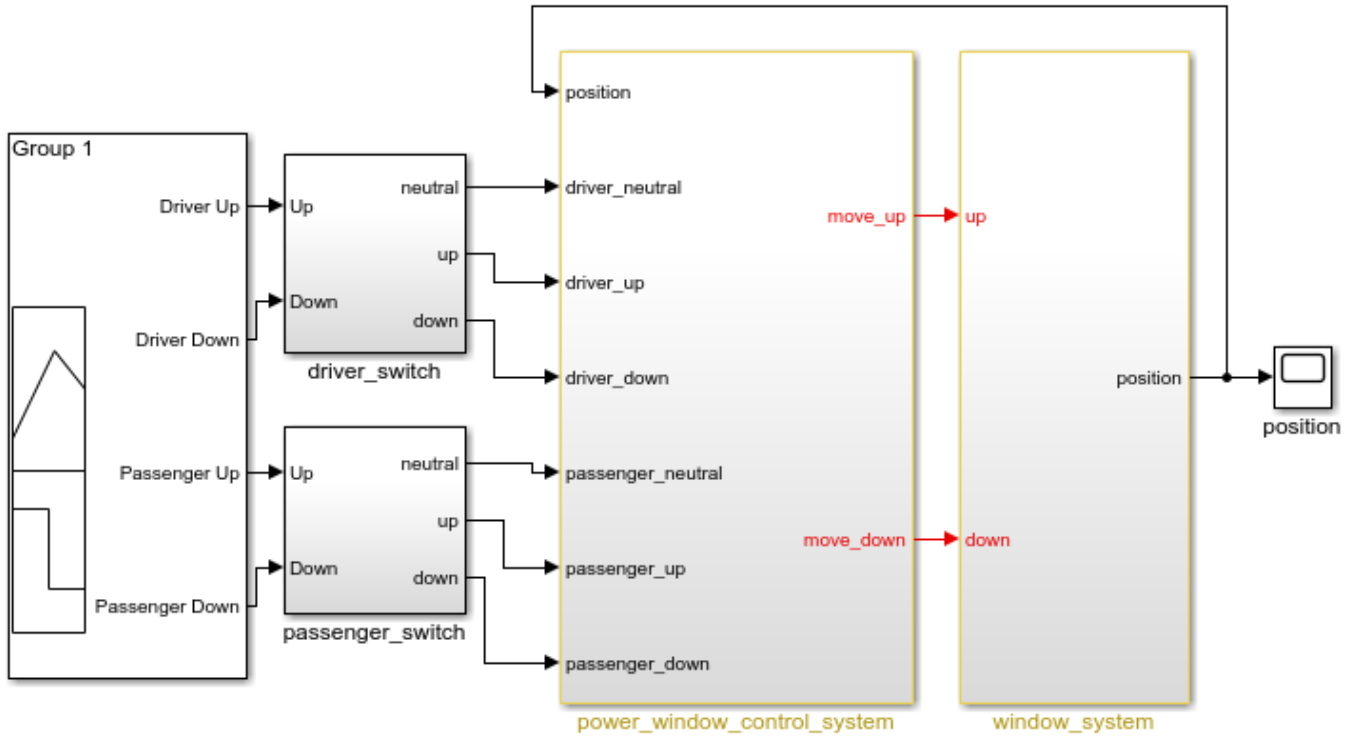 Group 1
Driver Up
Driver Down
Passenger Up
Passenger Down
Up
Down
neutral
up
down
driver_switch
Up
Down
neutral
up
down
passenger_switch
position
driver_neutral
driver_up
driver_down
passenger_neutral
passenger_up
passenger_down
move_up
move_down
power_window_control_system
up
down
position
window_system
position